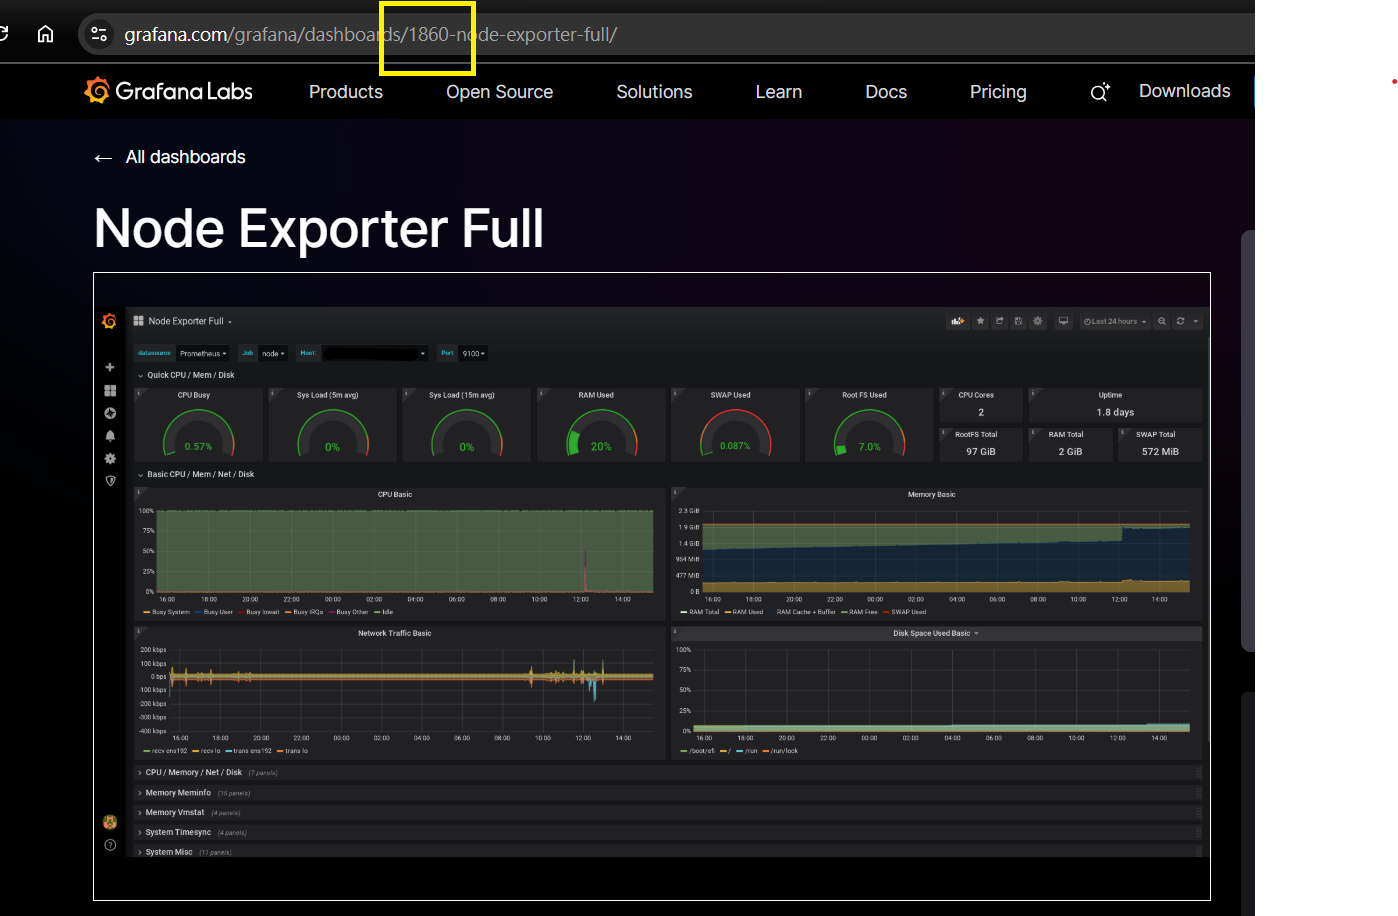 grafana.com/grafana/dashboards/1860-node-exporter-full/
Grafana Labs Products Open Source Solutions Learn Docs Pricing Downloads
← All dashboards
Node Exporter Full
Node Exporter Full Last 24 hours
datasource Prometheus Job node Host: Port 9100
Quick CPU / Mem / Disk
CPU Busy Sys Load (5m avg) Sys Load (15m avg) RAM Used SWAP Used Root FS Used CPU Cores Uptime
0.57% 0% 0% 20% 0.087% 7.0% 2 1.8 days
RootFS Total RAM Total SWAP Total
97 GiB 2 GiB 572 MiB
Basic CPU / Mem / Net / Disk
CPU Basic
100%
75%
50%
25%
0%
16:00 18:00 20:00 22:00 00:00 02:00 04:00 06:00 08:00 10:00 12:00 14:00
Busy System Busy User Busy Iowait Busy IRQs Busy Other Idle
Memory Basic
2.3 GiB
1.9 GiB
1.4 GiB
954 MiB
477 MiB
0 B
16:00 18:00 20:00 22:00 00:00 02:00 04:00 06:00 08:00 10:00 12:00 14:00
RAM Total RAM Used RAM Cache + Buffer RAM Free SWAP Used
Network Traffic Basic
200 kbps
100 kbps
0 bps
-100 kbps
-200 kbps
-300 kbps
-400 kbps
16:00 18:00 20:00 22:00 00:00 02:00 04:00 06:00 08:00 10:00 12:00 14:00
recv ens192 recv lo trans ens192 trans lo
Disk Space Used Basic
100%
75%
50%
25%
0%
16:00 18:00 20:00 22:00 00:00 02:00 04:00 06:00 08:00 10:00 12:00 14:00
/boot/efi / /run /run/lock
CPU / Memory / Net / Disk (7 panels)
Memory Meminfo (15 panels)
Memory Vmstat (4 panels)
System Timesync (4 panels)
System Misc (11 panels)